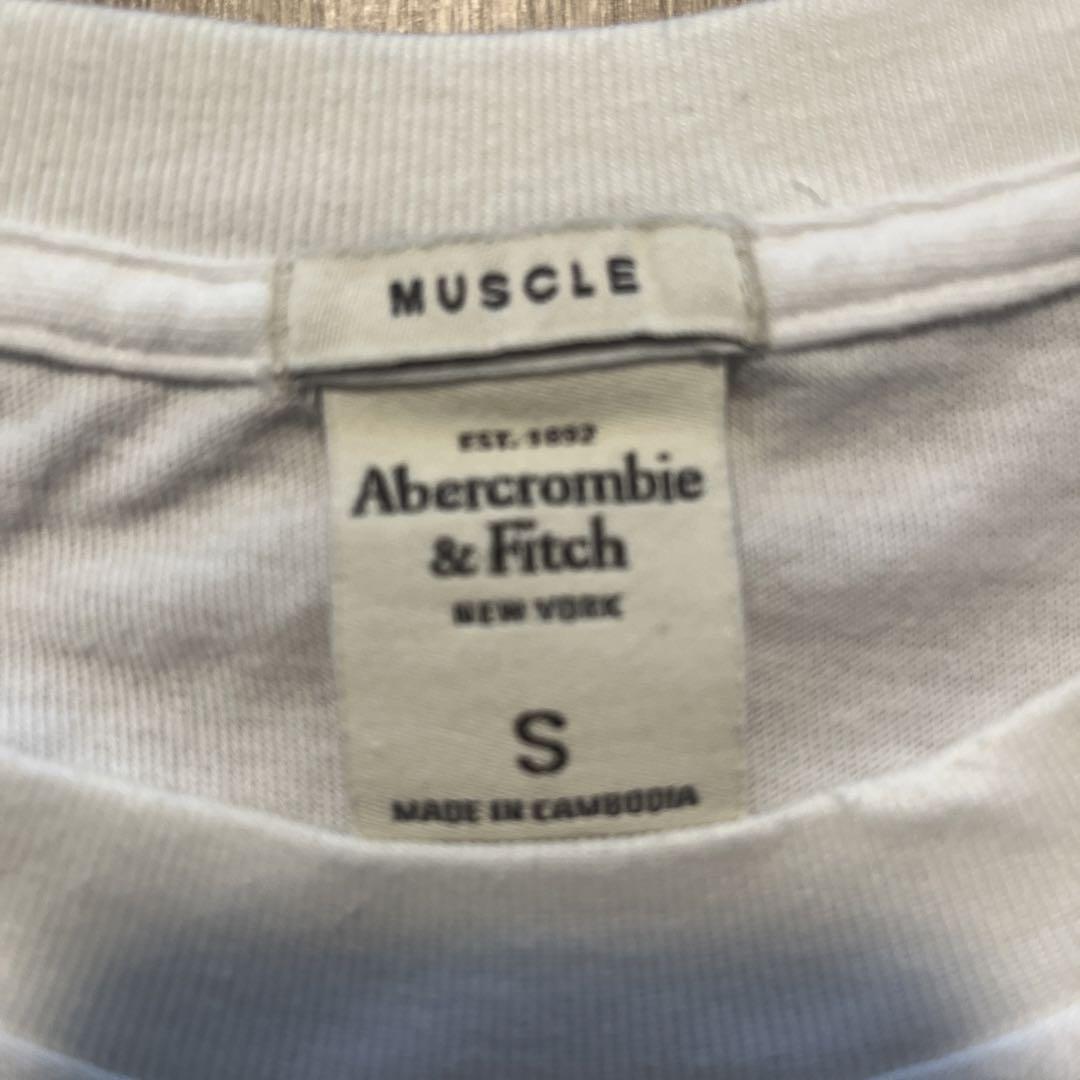 MUSCLE
EST. 1892
Abercrombie
& Fitch
NEW YORK
S
MADE IN CAMBODIA